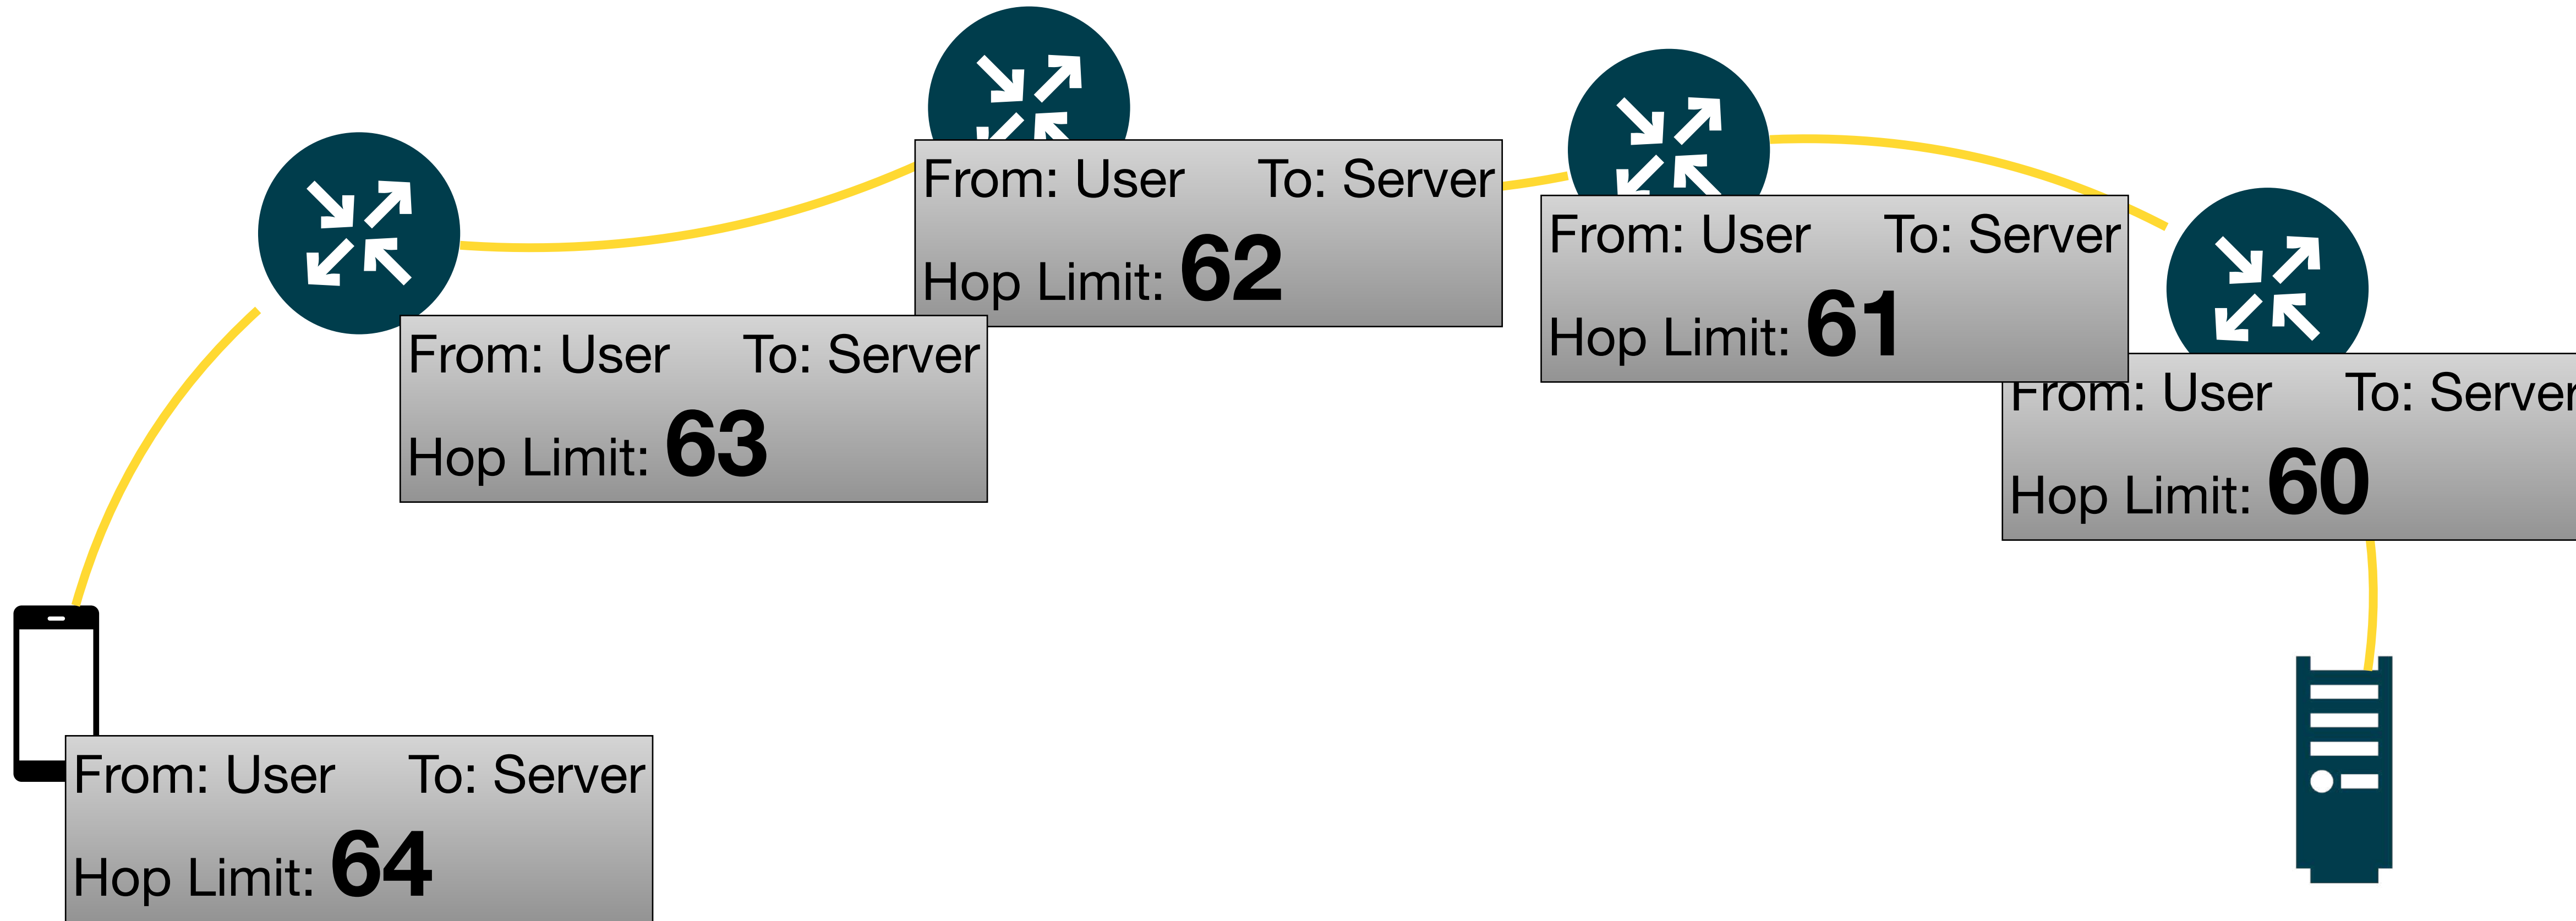 From: User To: Server
Hop Limit: 62
From: User To: Server
Hop Limit: 61
From: User To: Server
Hop Limit: 63
From: User To: Server
Hop Limit: 60
From: User To: Server
Hop Limit: 64